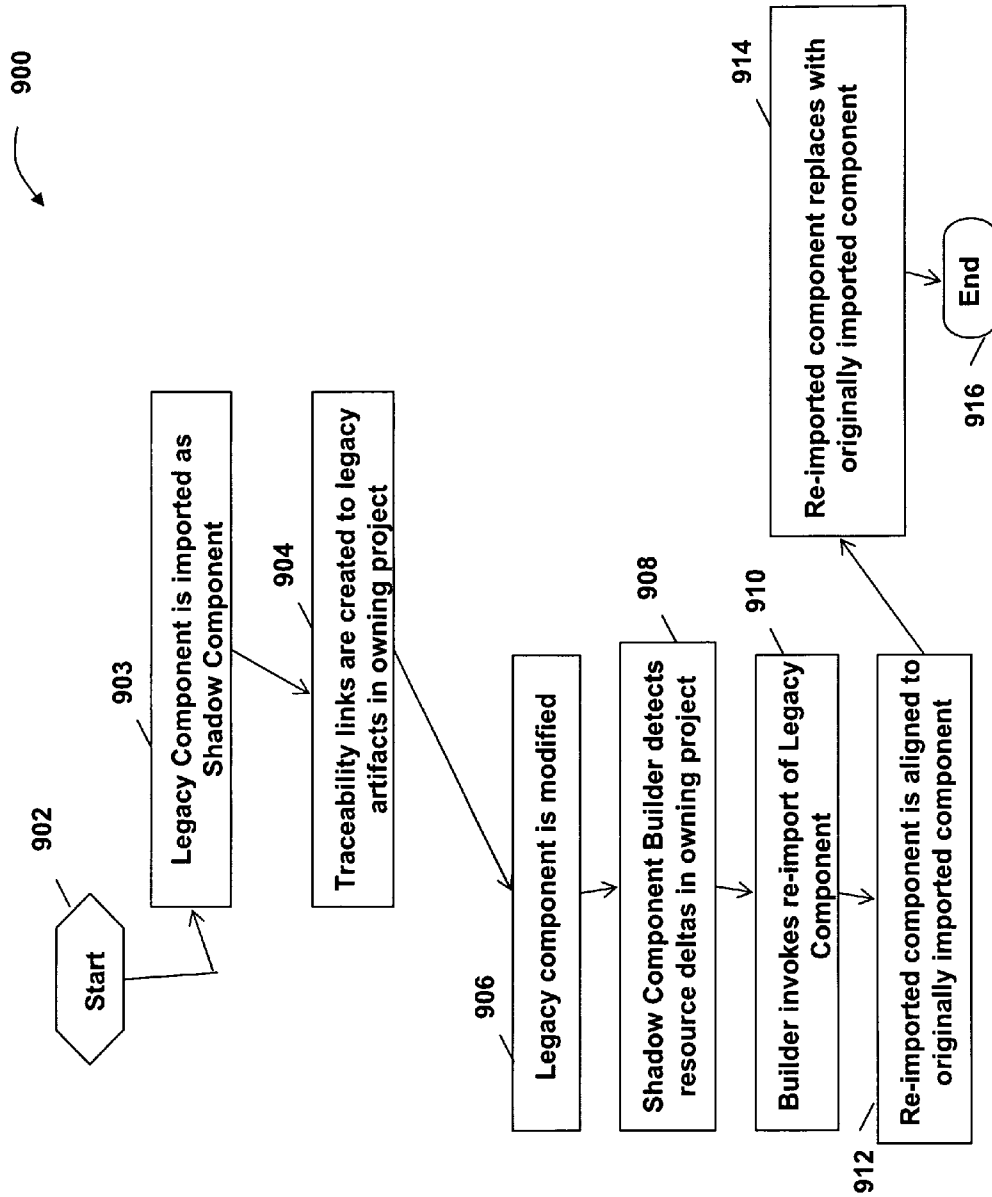 900
902
Start
903
Legacy Component is imported as
Shadow Component
904
Traceability links are created to legacy
artifacts in owning project
906
Legacy component is modified
908
Shadow Component Builder detects
resource deltas in owning project
910
Builder invokes re-import of Legacy
Component
912
Re-imported component is aligned to
originally imported component
914
Re-imported component replaces with
originally imported component
End
916